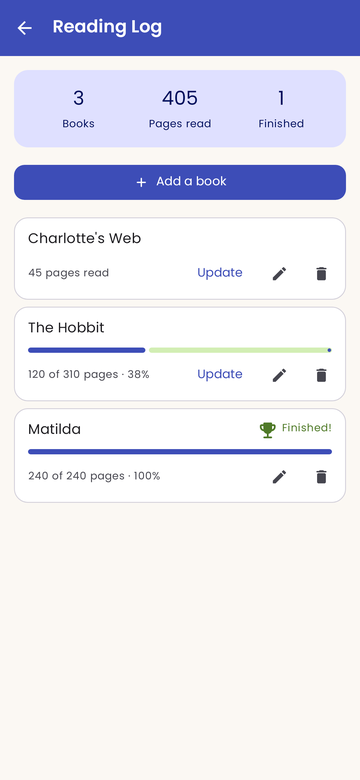 Reading Log
3 405 1
Books Pages read Finished
+ Add a book
Charlotte's Web
45 pages read Update
The Hobbit
120 of 310 pages · 38% Update
Matilda Finished!
240 of 240 pages · 100%